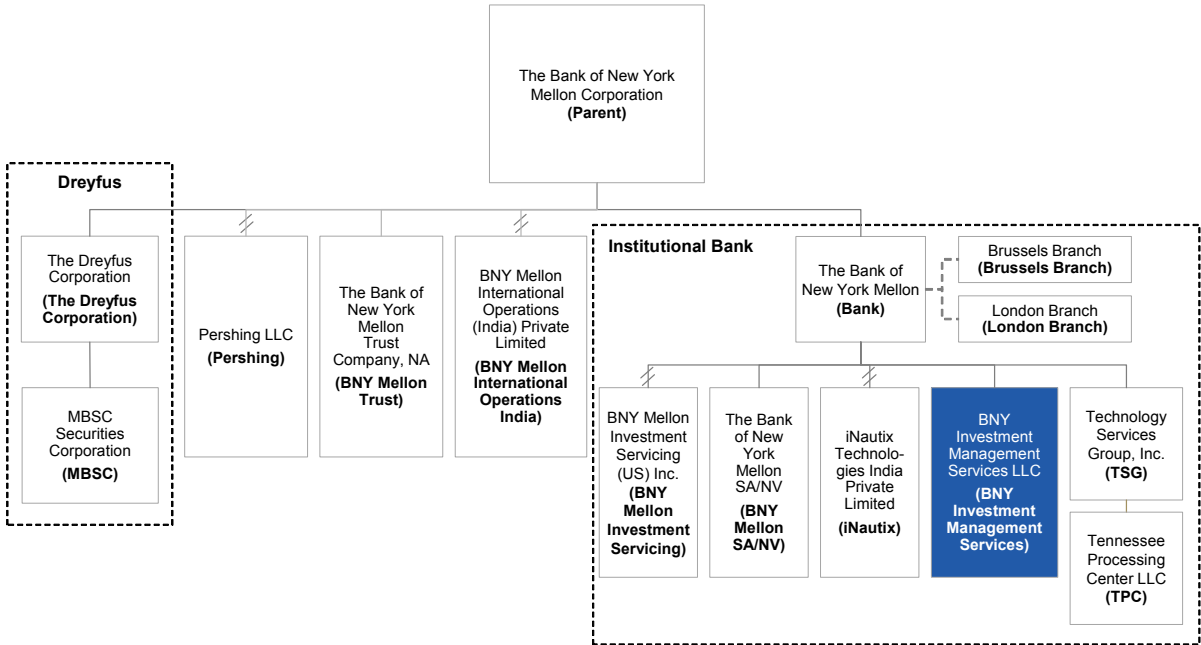 The Bank of New York
Mellon Corporation
(Parent)
Dreyfus
The Dreyfus
Corporation
(The Dreyfus
Corporation)
MBSC
Securities
Corporation
(MBSC)
Pershing LLC
(Pershing)
The Bank of
New York
Mellon
Trust
Company, NA
(BNY Mellon
Trust)
BNY Mellon
International
Operations
(India) Private
Limited
(BNY Mellon
International
Operations
India)
Institutional Bank
The Bank of
New York Mellon
(Bank)
Brussels Branch
(Brussels Branch)
London Branch
(London Branch)
BNY Mellon
Investment
Servicing
(US) Inc.
(BNY
Mellon
Investment
Servicing)
The Bank
of New
York
Mellon
SA/NV
(BNY
Mellon
SA/NV)
iNautix
Technolo-
gies India
Private
Limited
(iNautix)
BNY
Investment
Management
Services LLC
(BNY
Investment
Management
Services)
Technology
Services
Group, Inc.
(TSG)
Tennessee
Processing
Center LLC
(TPC)